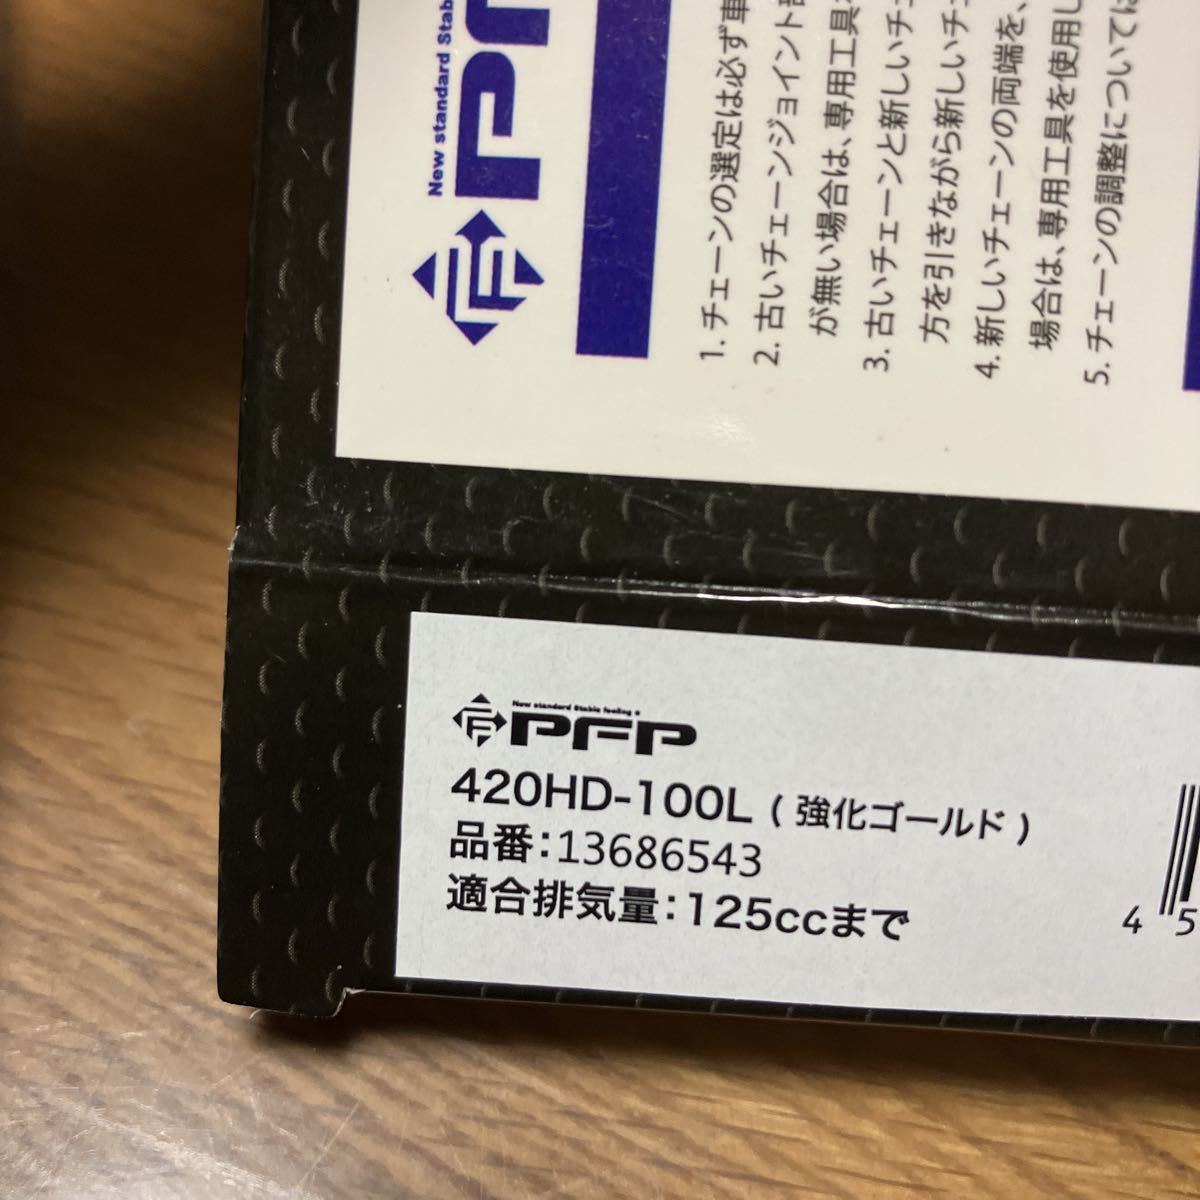 New standard Stab
PF
1. チェーンの選定は必ず車
2. 古いチェーンジョイント部
が無い場合は、専用工具
3. 古いチェーンと新しいチェ
方を引きながら新しいチェ
4. 新しいチェーンの両端を、
場合は、専用工具を使用し
5. チェーンの調整については
New standard Stable feeling
PFP
420HD-100L ( 強化ゴールド )
品番：13686543
適合排気量：125ccまで
4 5